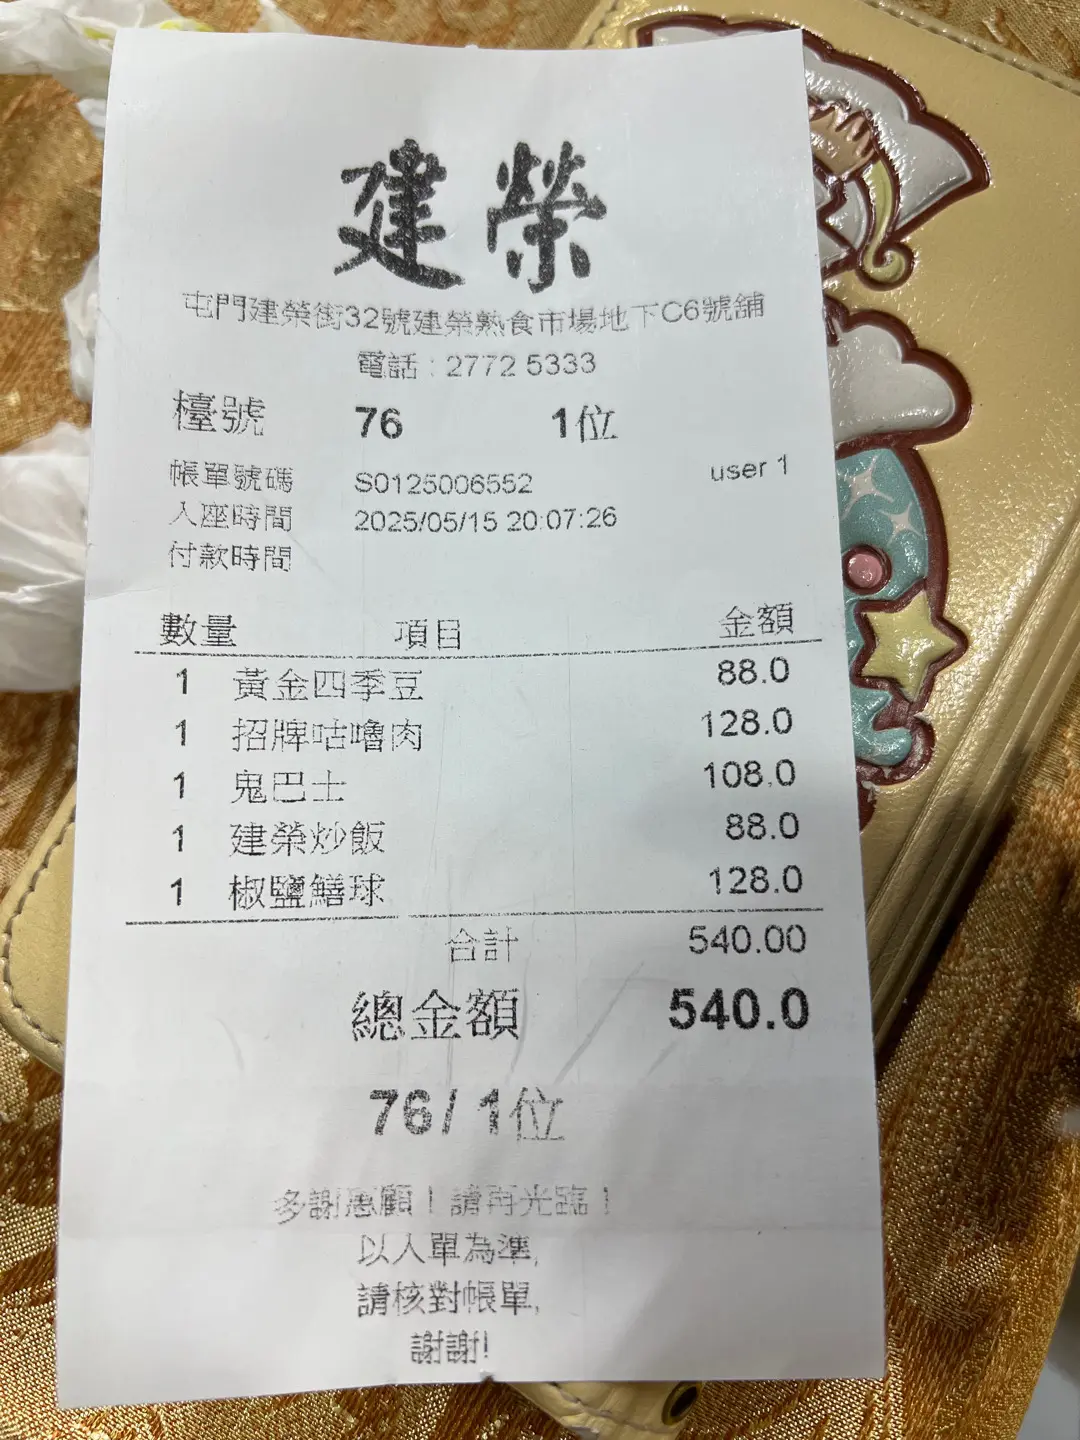 建榮
屯門建榮街32號建榮熟食市場地下C6號舖
電話：2772 5333
檯號 76 1位
帳單號碼 S0125006552 user 1
入座時間 2025/05/15 20:07:26
付款時間
數量 項目 金額
1 黃金四季豆 88.0
1 招牌咕嚕肉 128.0
1 鬼巴士 108.0
1 建榮炒飯 88.0
1 椒鹽鱔球 128.0
合計 540.00
總金額 540.0
76/ 1位
多謝惠顧！請再光臨！
以人單為準,
請核對帳單,
謝謝!